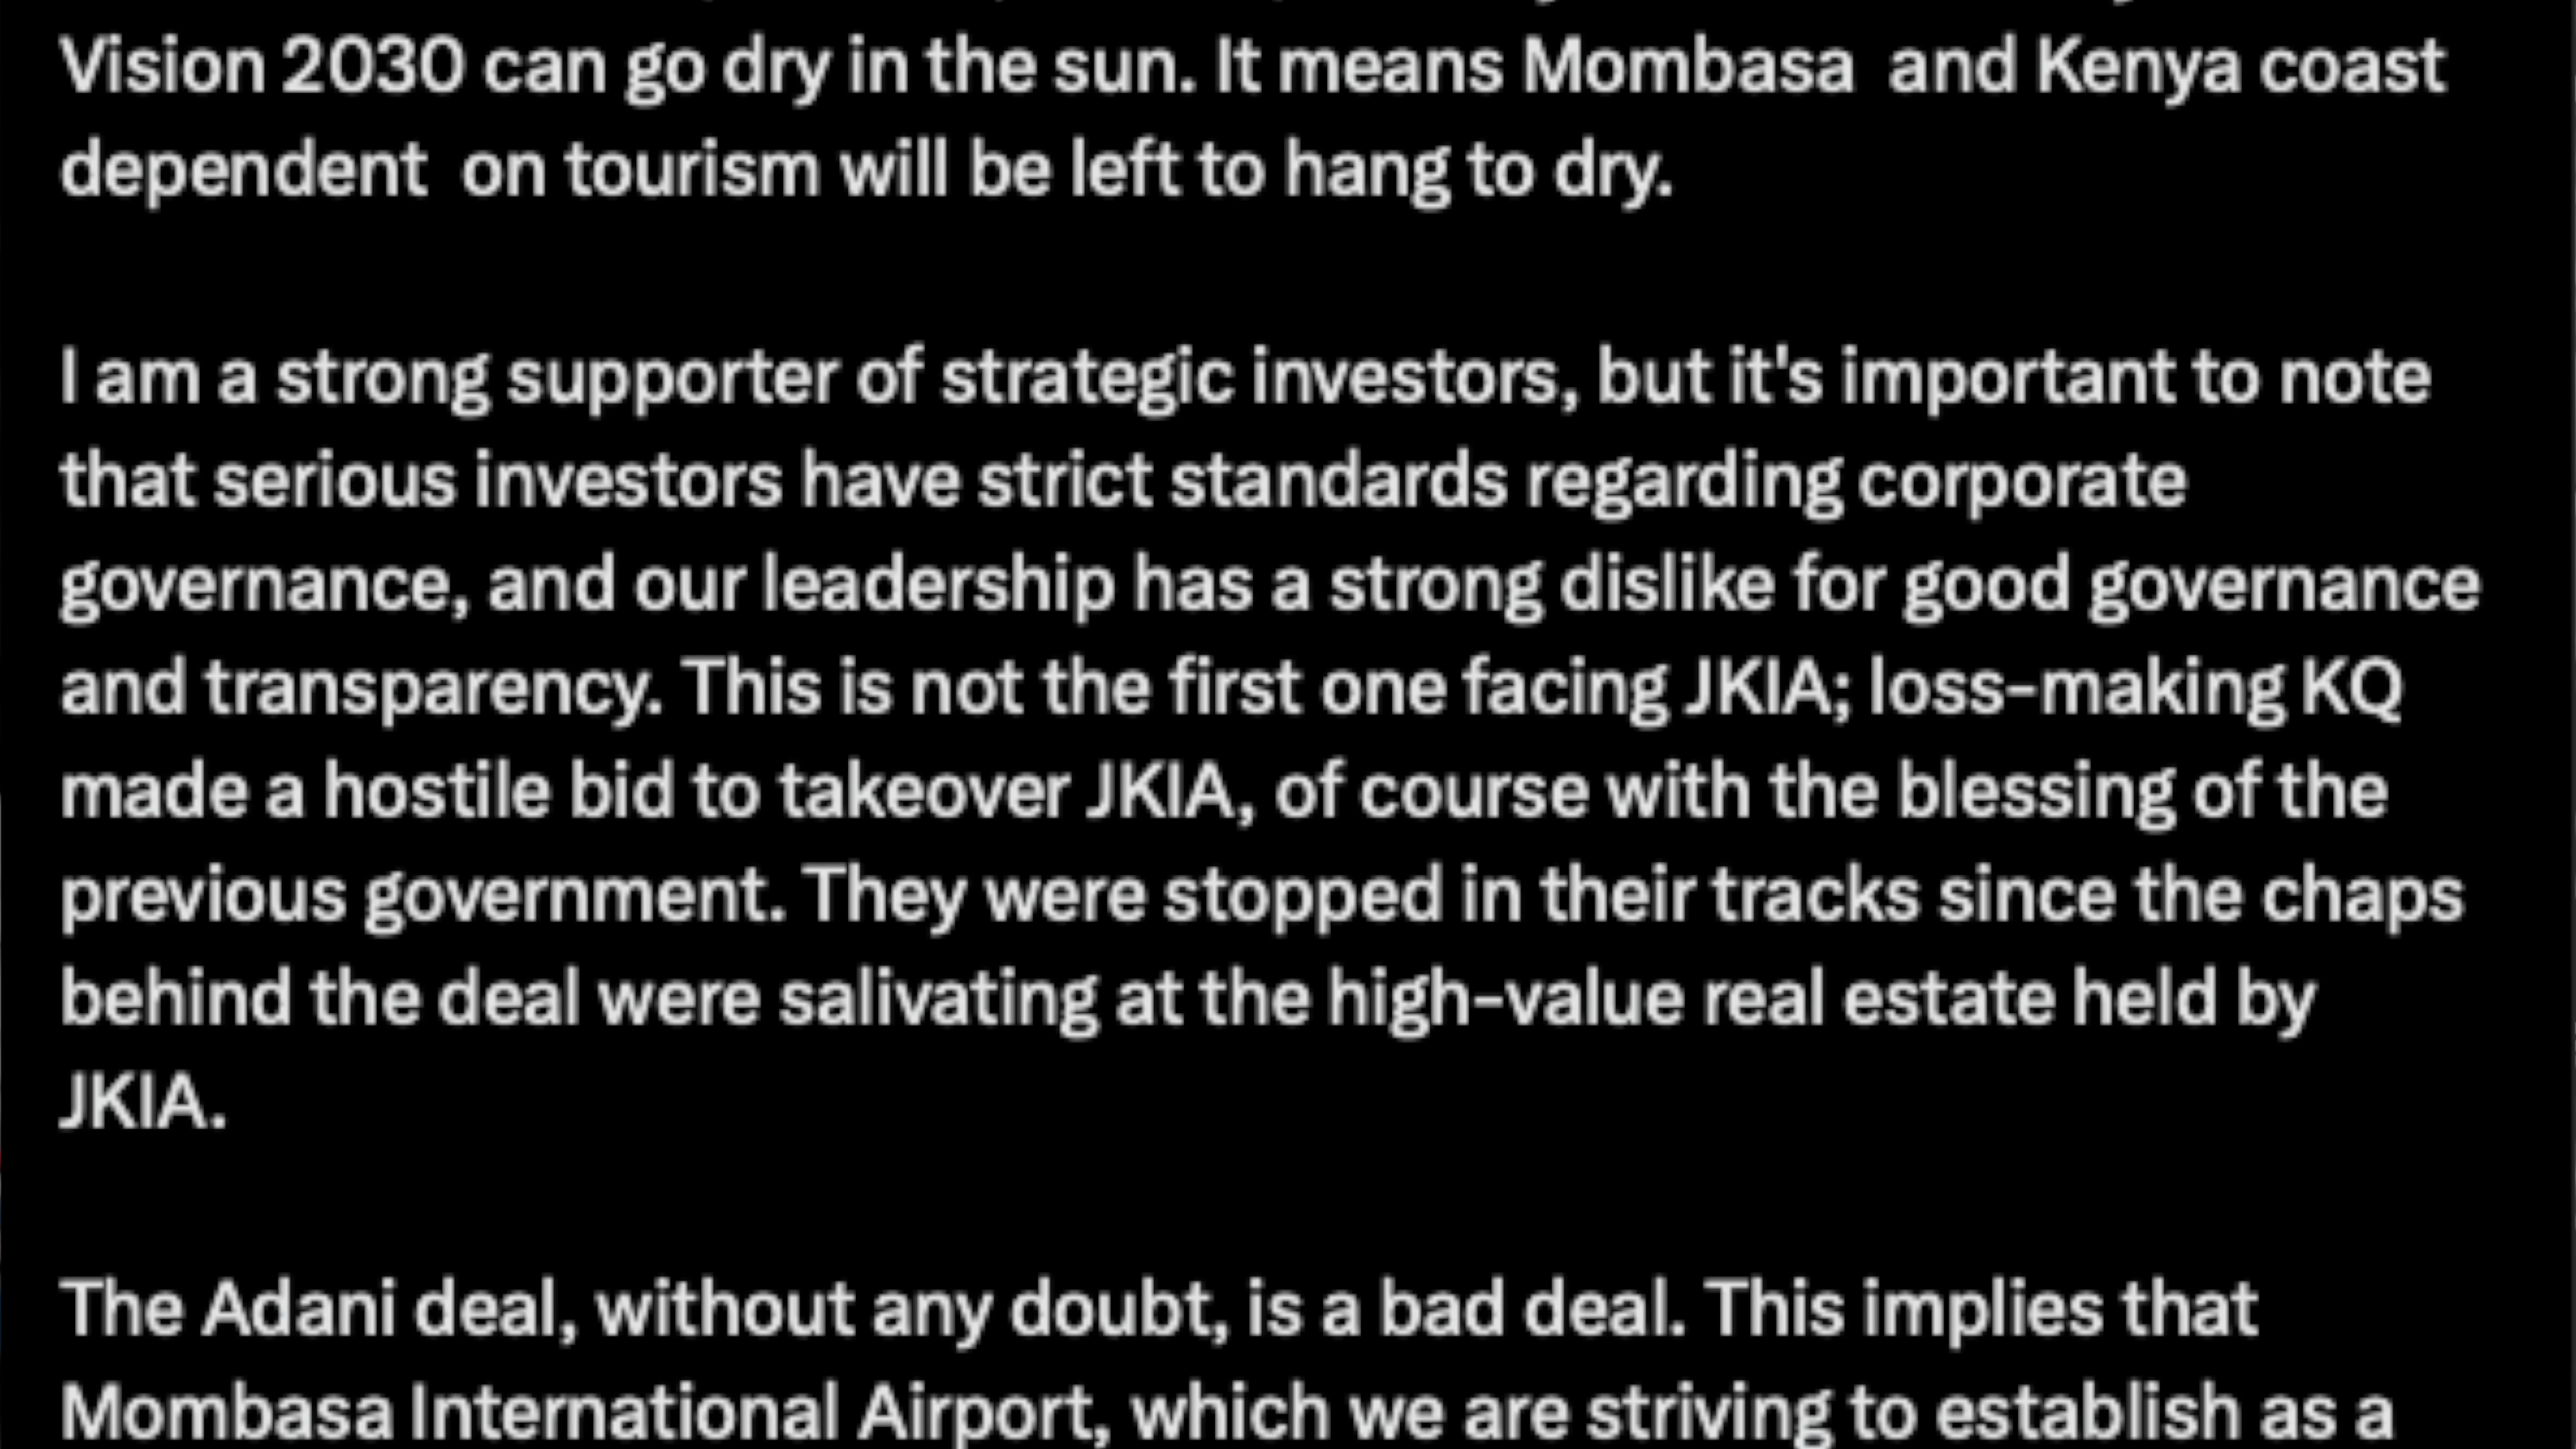 Vision 2030 can go dry in the sun. It means Mombasa  and Kenya coast
dependent  on tourism will be left to hang to dry.
I am a strong supporter of strategic investors, but it's important to note
that serious investors have strict standards regarding corporate
governance, and our leadership has a strong dislike for good governance
and transparency. This is not the first one facing JKIA; loss-making KQ
made a hostile bid to takeover JKIA, of course with the blessing of the
previous government. They were stopped in their tracks since the chaps
behind the deal were salivating at the high-value real estate held by
JKIA.
The Adani deal, without any doubt, is a bad deal. This implies that
Mombasa International Airport, which we are striving to establish as a